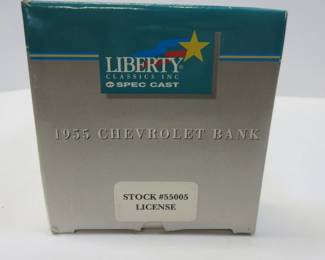 LIBERTY®
CLASSICS INC
SPEC CAST
1955 CHEVROLET BANK
STOCK #55005
LICENSE